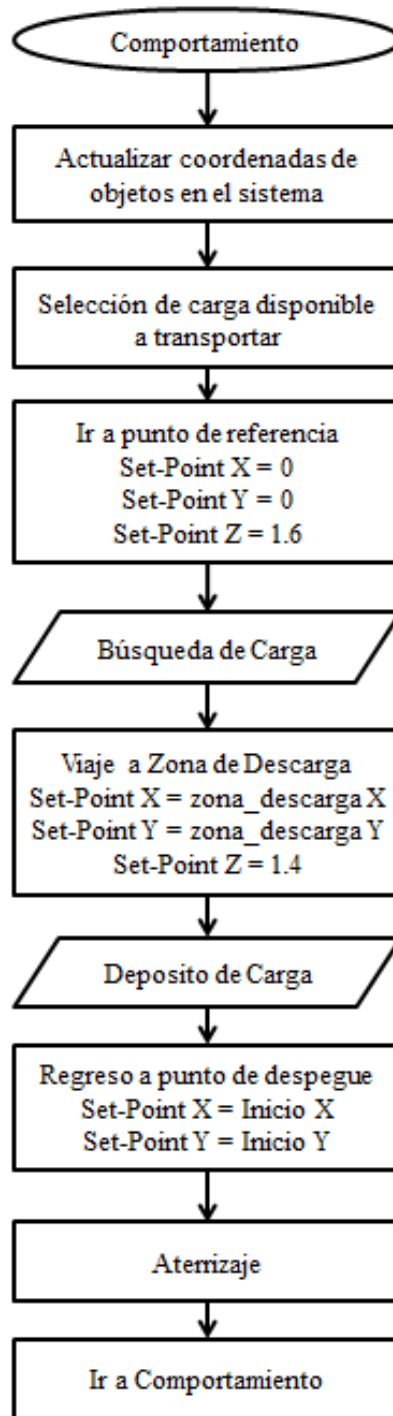 Comportamiento
Actualizar coordenadas de
objetos en el sistema
Selección de carga disponible
a transportar
Ir a punto de referencia
Set-Point X = 0
Set-Point Y = 0
Set-Point Z = 1.6
Búsqueda de Carga
Viaje a Zona de Descarga
Set-Point X = zona_descarga X
Set-Point Y = zona_descarga Y
Set-Point Z = 1.4
Deposito de Carga
Regreso a punto de despegue
Set-Point X = Inicio X
Set-Point Y = Inicio Y
Aterrizaje
Ir a Comportamiento